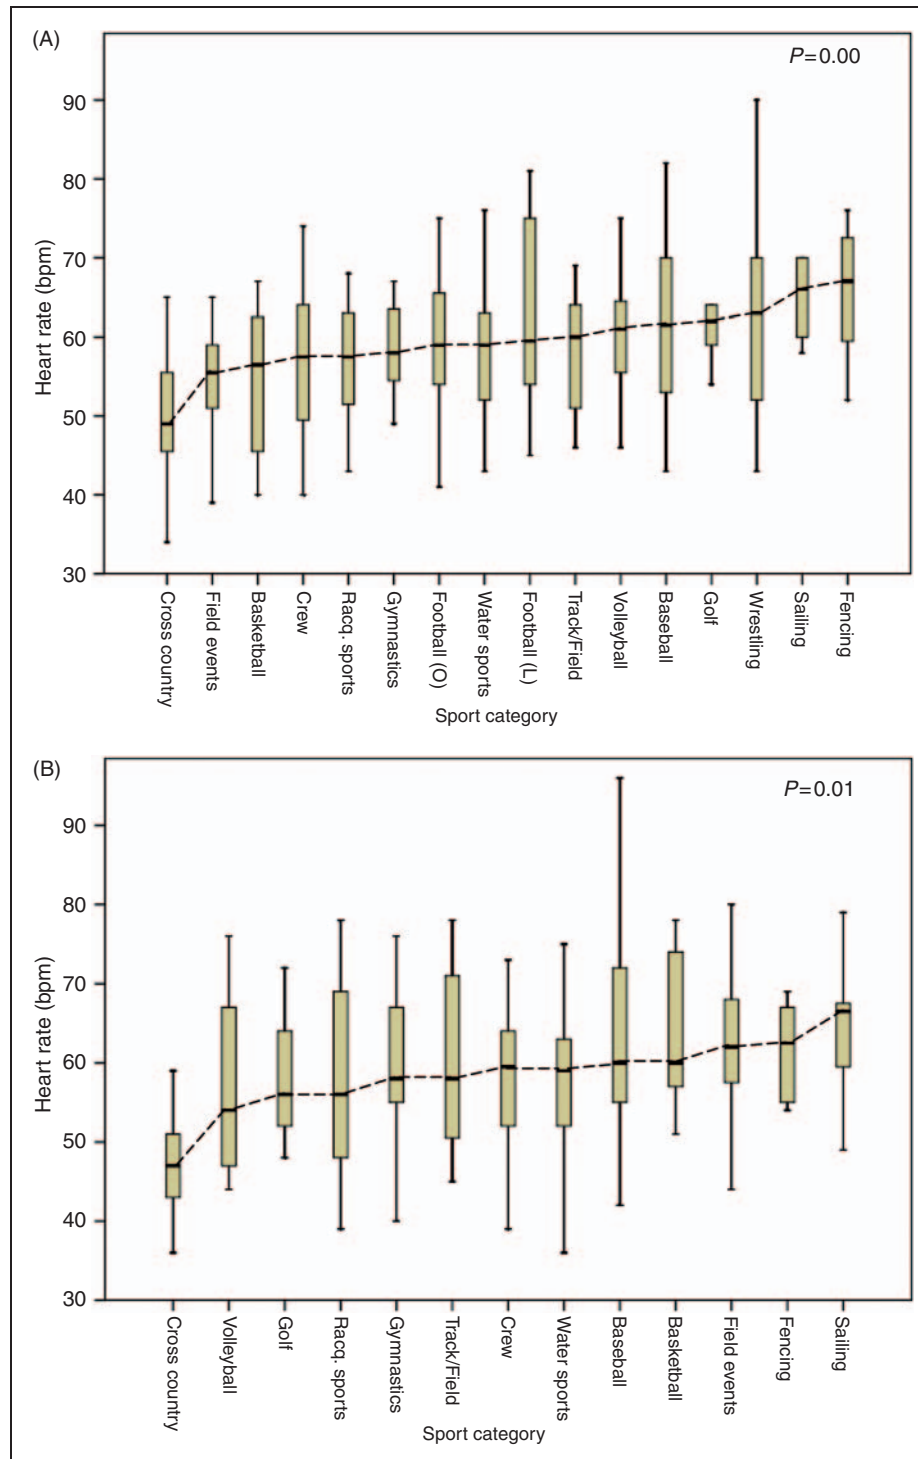 (A)
P=0.00
Heart rate (bpm)
90
80
70
60
50
40
30
Cross country
Field events
Basketball
Crew
Racq. sports
Gymnastics
Football (O)
Water sports
Football (L)
Track/Field
Volleyball
Baseball
Golf
Wrestling
Sailing
Fencing
Sport category
(B)
P=0.01
Heart rate (bpm)
90
80
70
60
50
40
30
Cross country
Volleyball
Golf
Racq. sports
Gymnastics
Track/Field
Crew
Water sports
Baseball
Basketball
Field events
Fencing
Sailing
Sport category